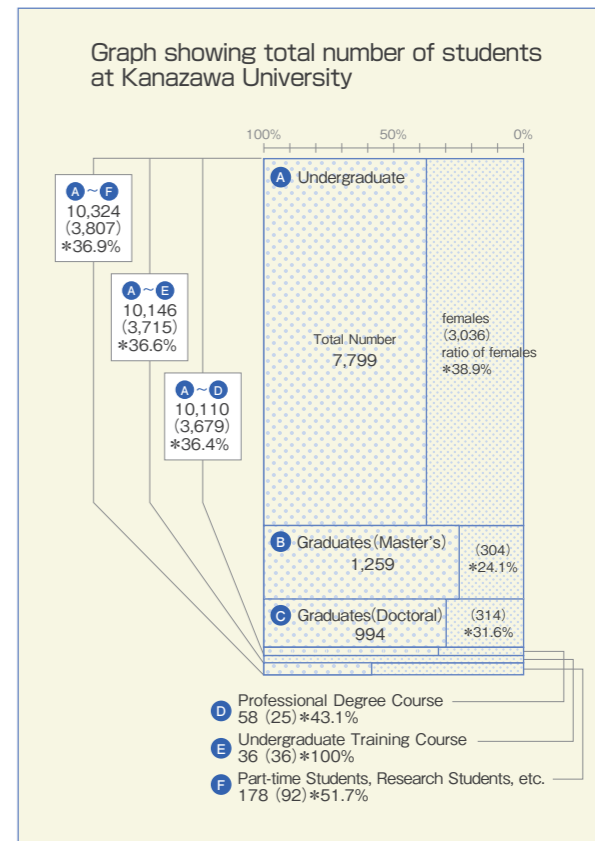 Graph showing total number of students
at Kanazawa University
100% 50% 0%
A Undergraduate
A~F
10,324
(3,807)
*36.9%
A~E
10,146
(3,715)
*36.6%
A~D
10,110
(3,679)
*36.4%
Total Number
7,799
females
(3,036)
ratio of females
*38.9%
B Graduates(Master's)
1,259
(304)
*24.1%
C Graduates(Doctoral)
994
(314)
*31.6%
D Professional Degree Course
58 (25)*43.1%
E Undergraduate Training Course
36 (36)*100%
F Part-time Students, Research Students, etc.
178 (92)*51.7%